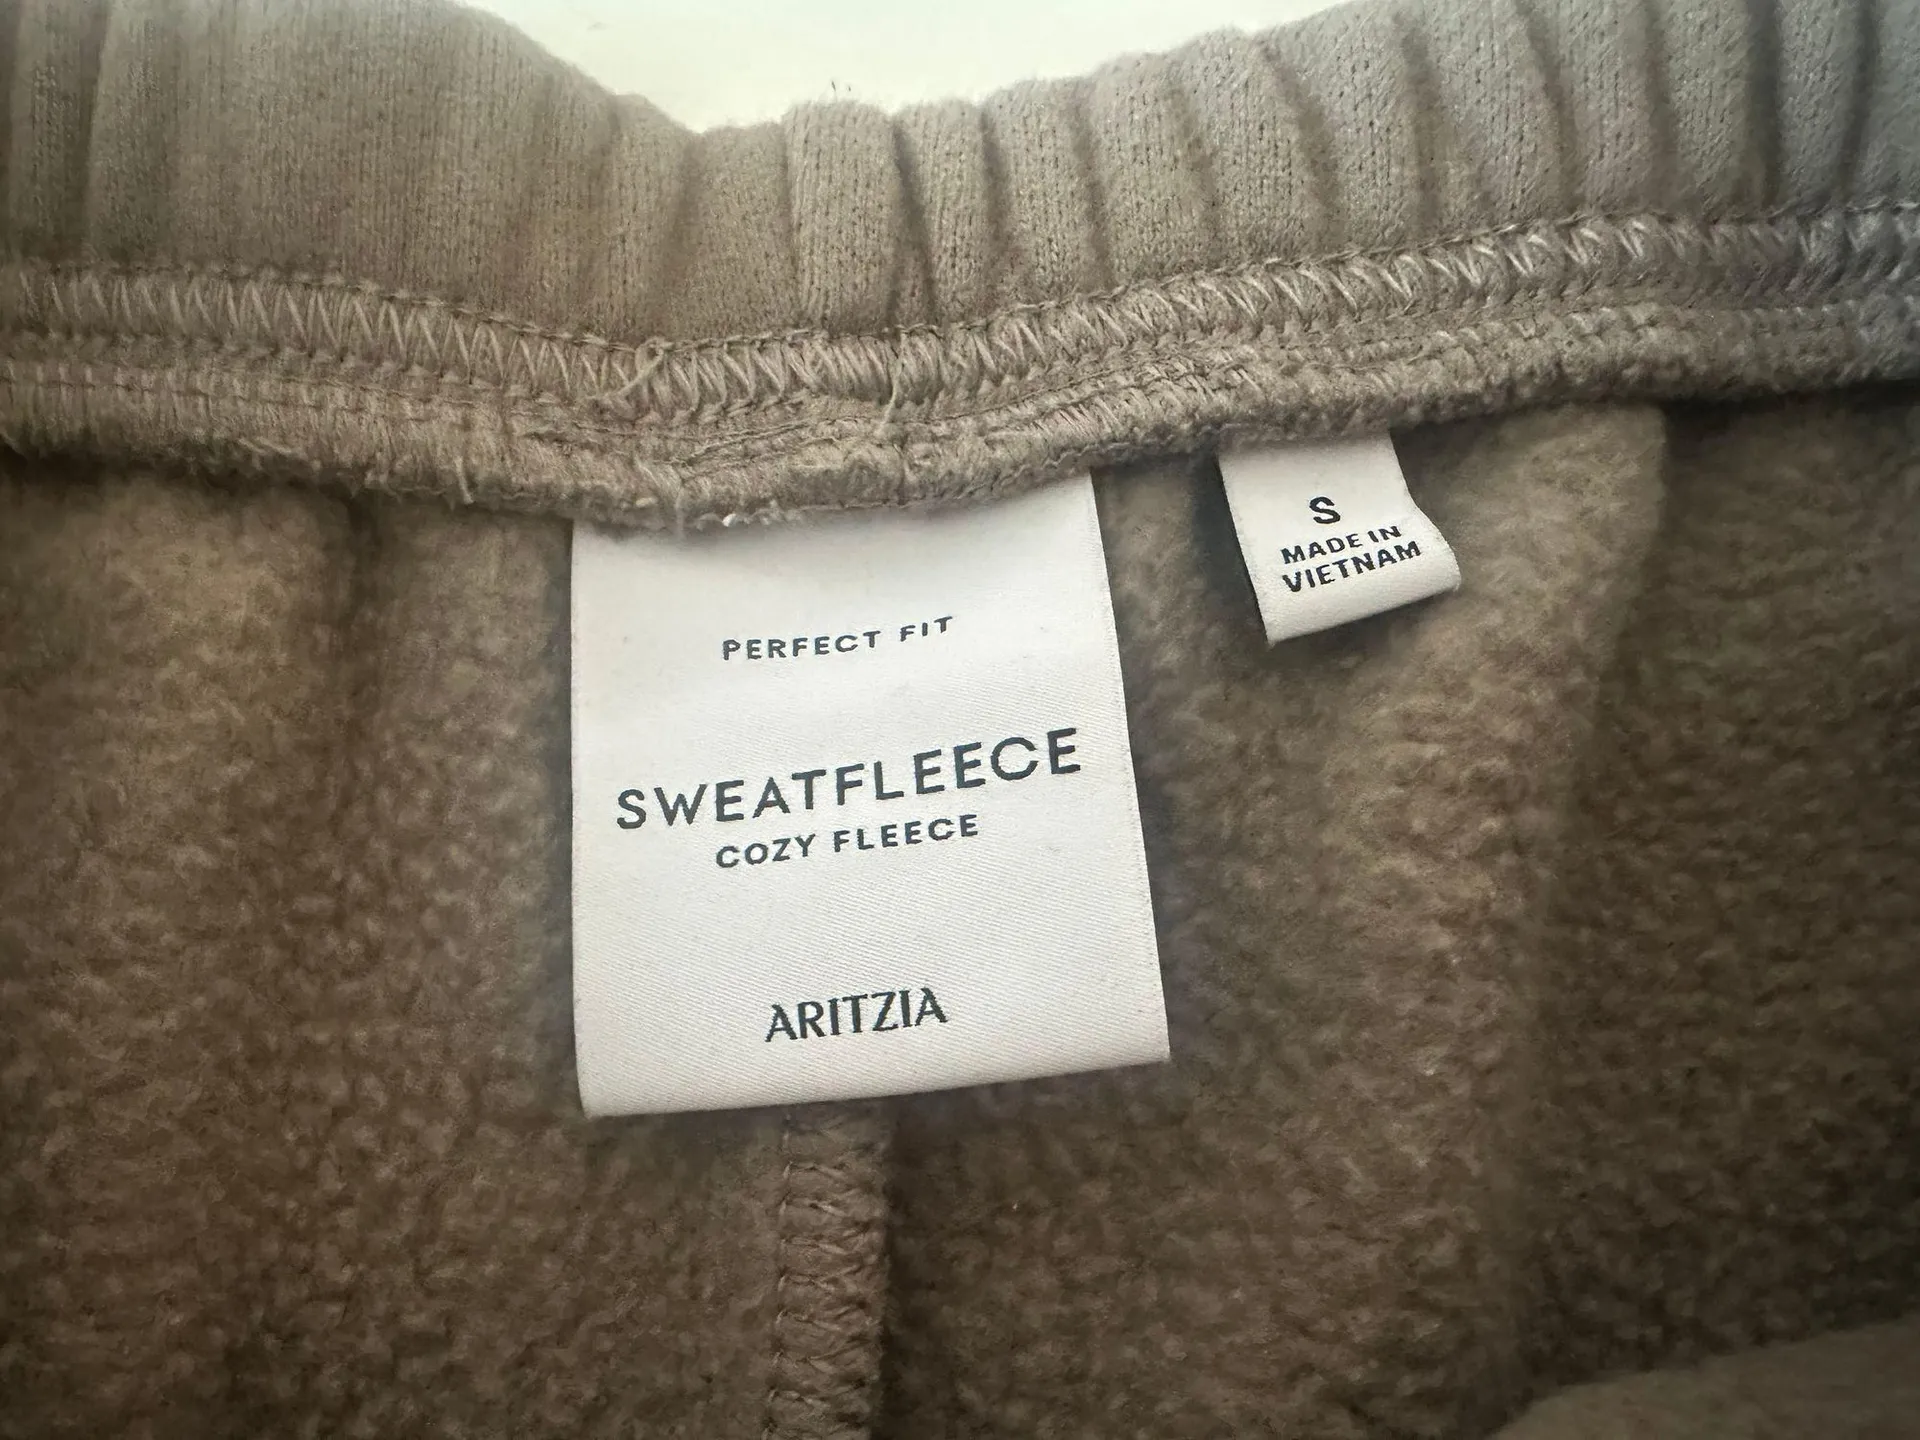 PERFECT FIT
SWEATFLEECE
COZY FLEECE
ARITZIA
S
MADE IN
VIETNAM